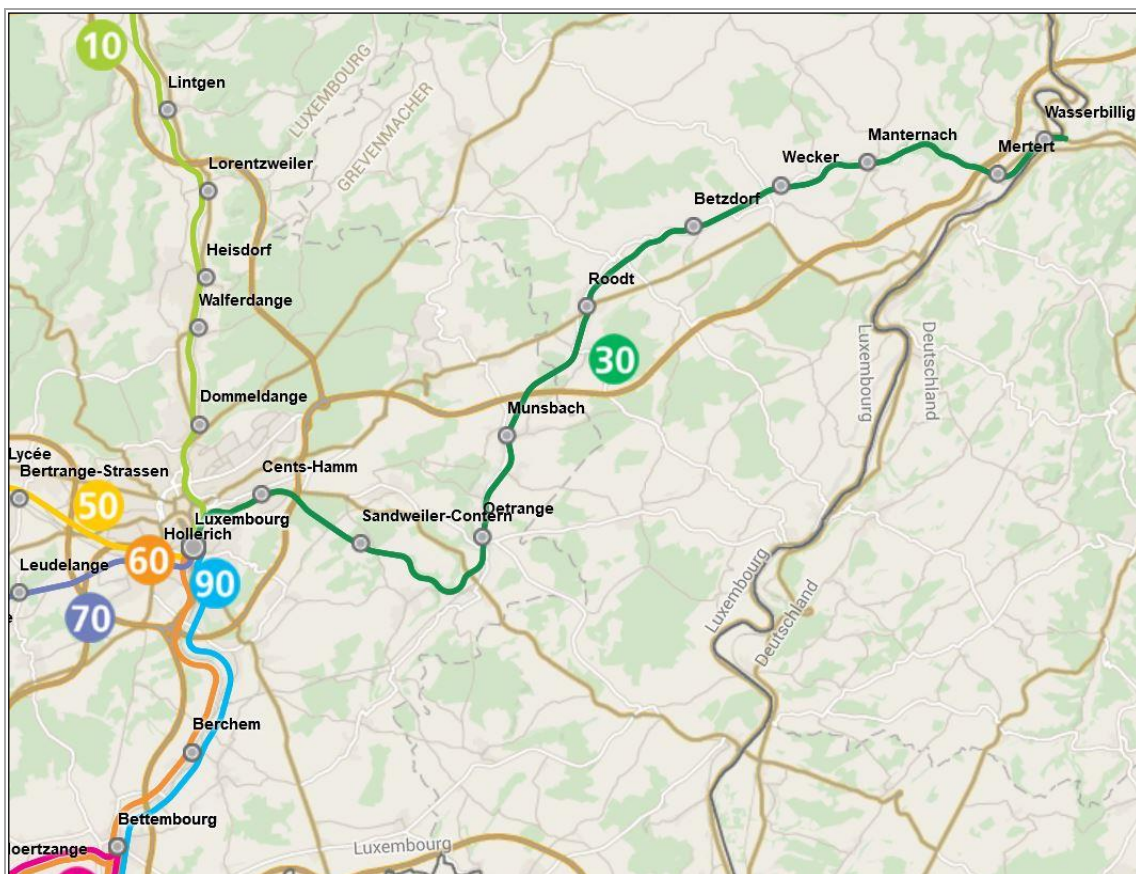 10
Lintgen
LUXEMBOURG
GREVENMACHER
Lorentzweiler
Heisdorf
Walferdange
Dommeldange
Wasserbillig
Manternach
Mertert
Wecker
Betzdorf
Roodt
30
Luxembourg
Deutschland
Munsbach
Lycée
Bertrange-Strassen
Cents-Hamm
50
Luxembourg
Sandweiler-Contern
Oetrange
Hollerich
60
Leudelange
90
70
e
Luxembourg
Deutschland
Berchem
Bettembourg
Luxembourg